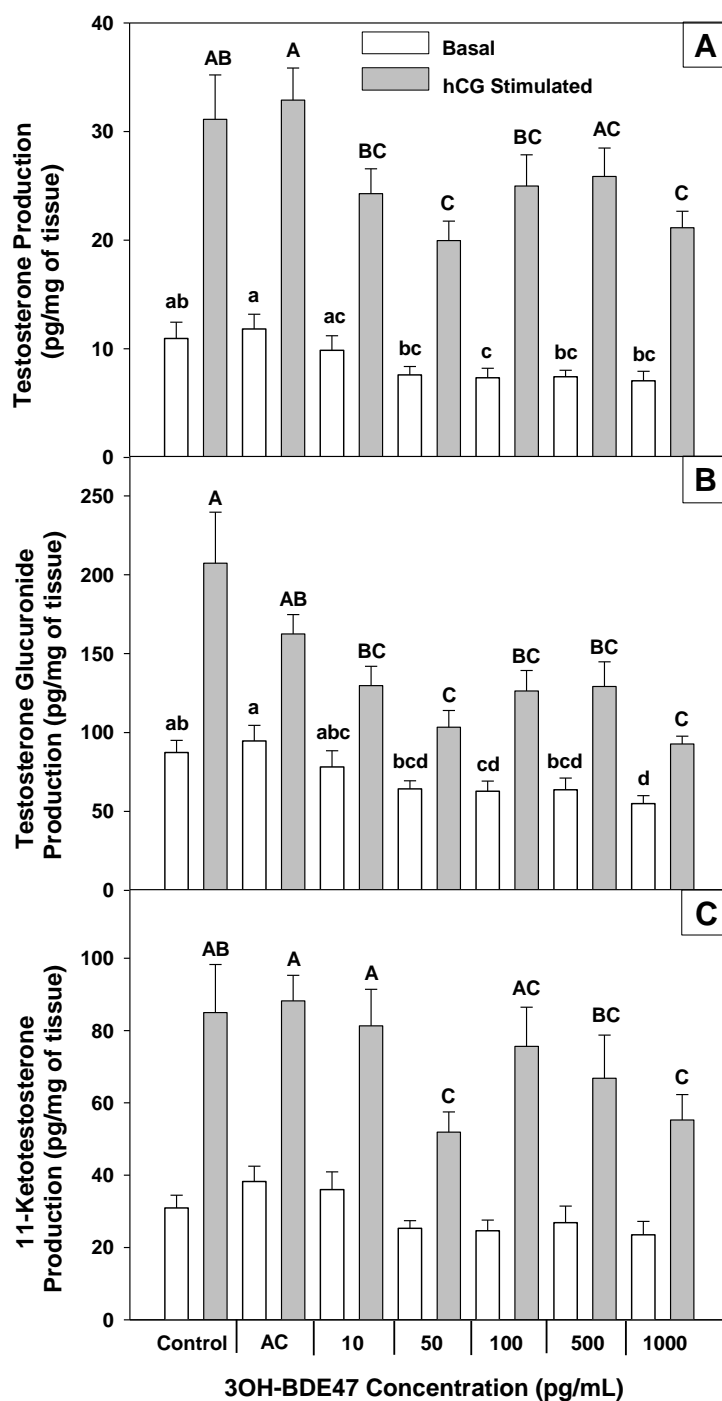 40
30
20
10
0
Testosterone Production
(pg/mg of tissue)
A
Basal
hCG Stimulated
AB
A
BC
C
BC
AC
C
ab
a
ac
bc
c
bc
bc
250
200
150
100
50
0
Testosterone Glucuronide
Production (pg/mg of tissue)
B
A
AB
BC
C
BC
BC
C
ab
a
abc
bcd
cd
bcd
d
100
80
60
40
20
0
11-Ketotestosterone
Production (pg/mg of tissue)
C
AB
A
A
C
AC
BC
C
Control AC 10 50 100 500 1000
3OH-BDE47 Concentration (pg/mL)